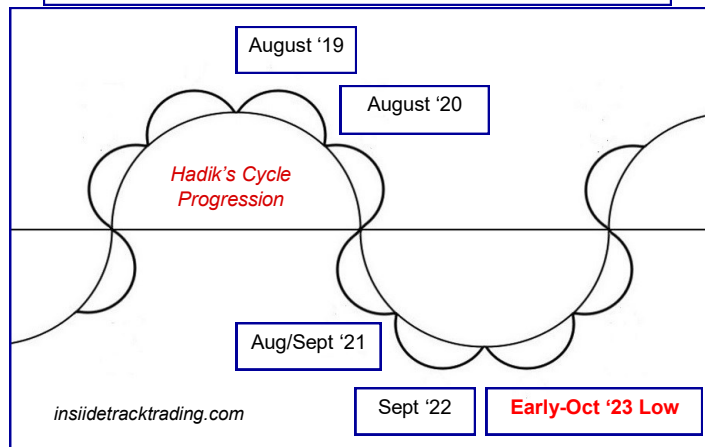 August ‘19
August ‘20
Hadik's Cycle
Progression
Aug/Sept ‘21
Sept ‘22
Early-Oct ‘23 Low
insiidetracktrading.com